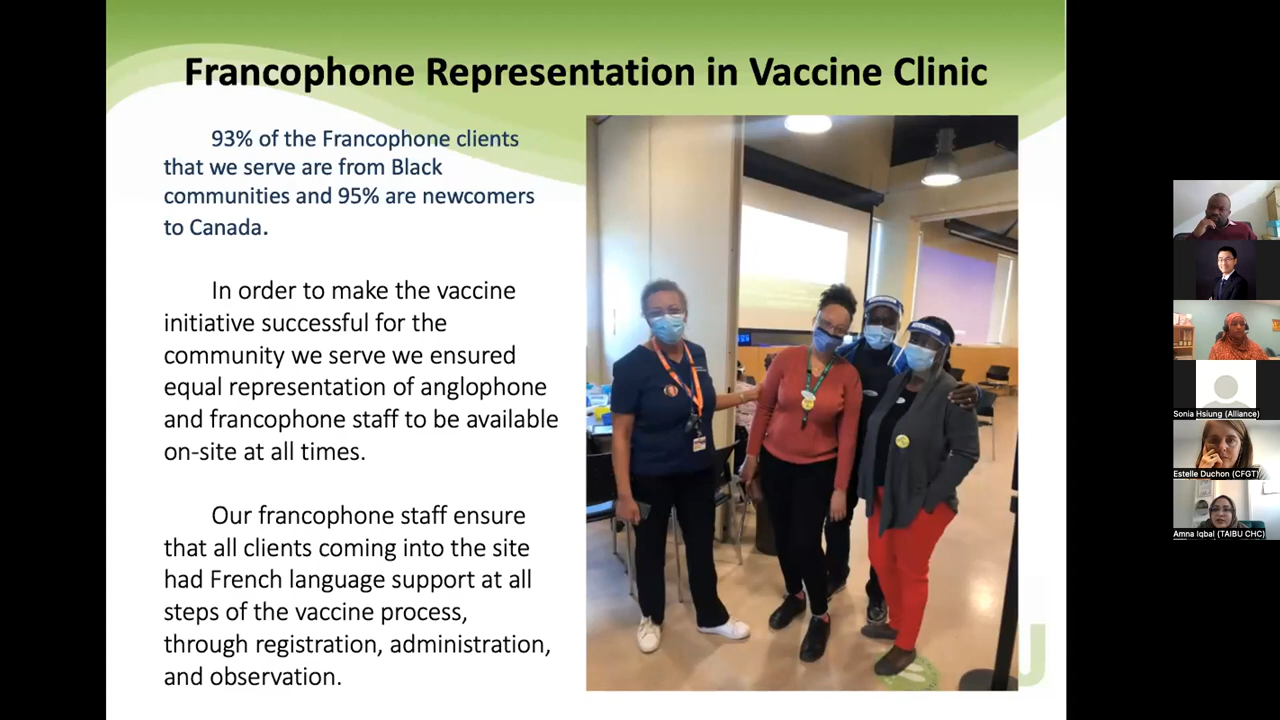 Francophone Representation in Vaccine Clinic
93% of the Francophone clients
that we serve are from Black
communities and 95% are newcomers
to Canada.
In order to make the vaccine
initiative successful for the
community we serve we ensured
equal representation of anglophone
and francophone staff to be available
on-site at all times.
Our francophone staff ensure
that all clients coming into the site
had French language support at all
steps of the vaccine process,
through registration, administration,
and observation.
Sonia Hsiung (Alliance)
Estelle Duchon (CFGT)
Amna Iqbal (TAIBU CHC)